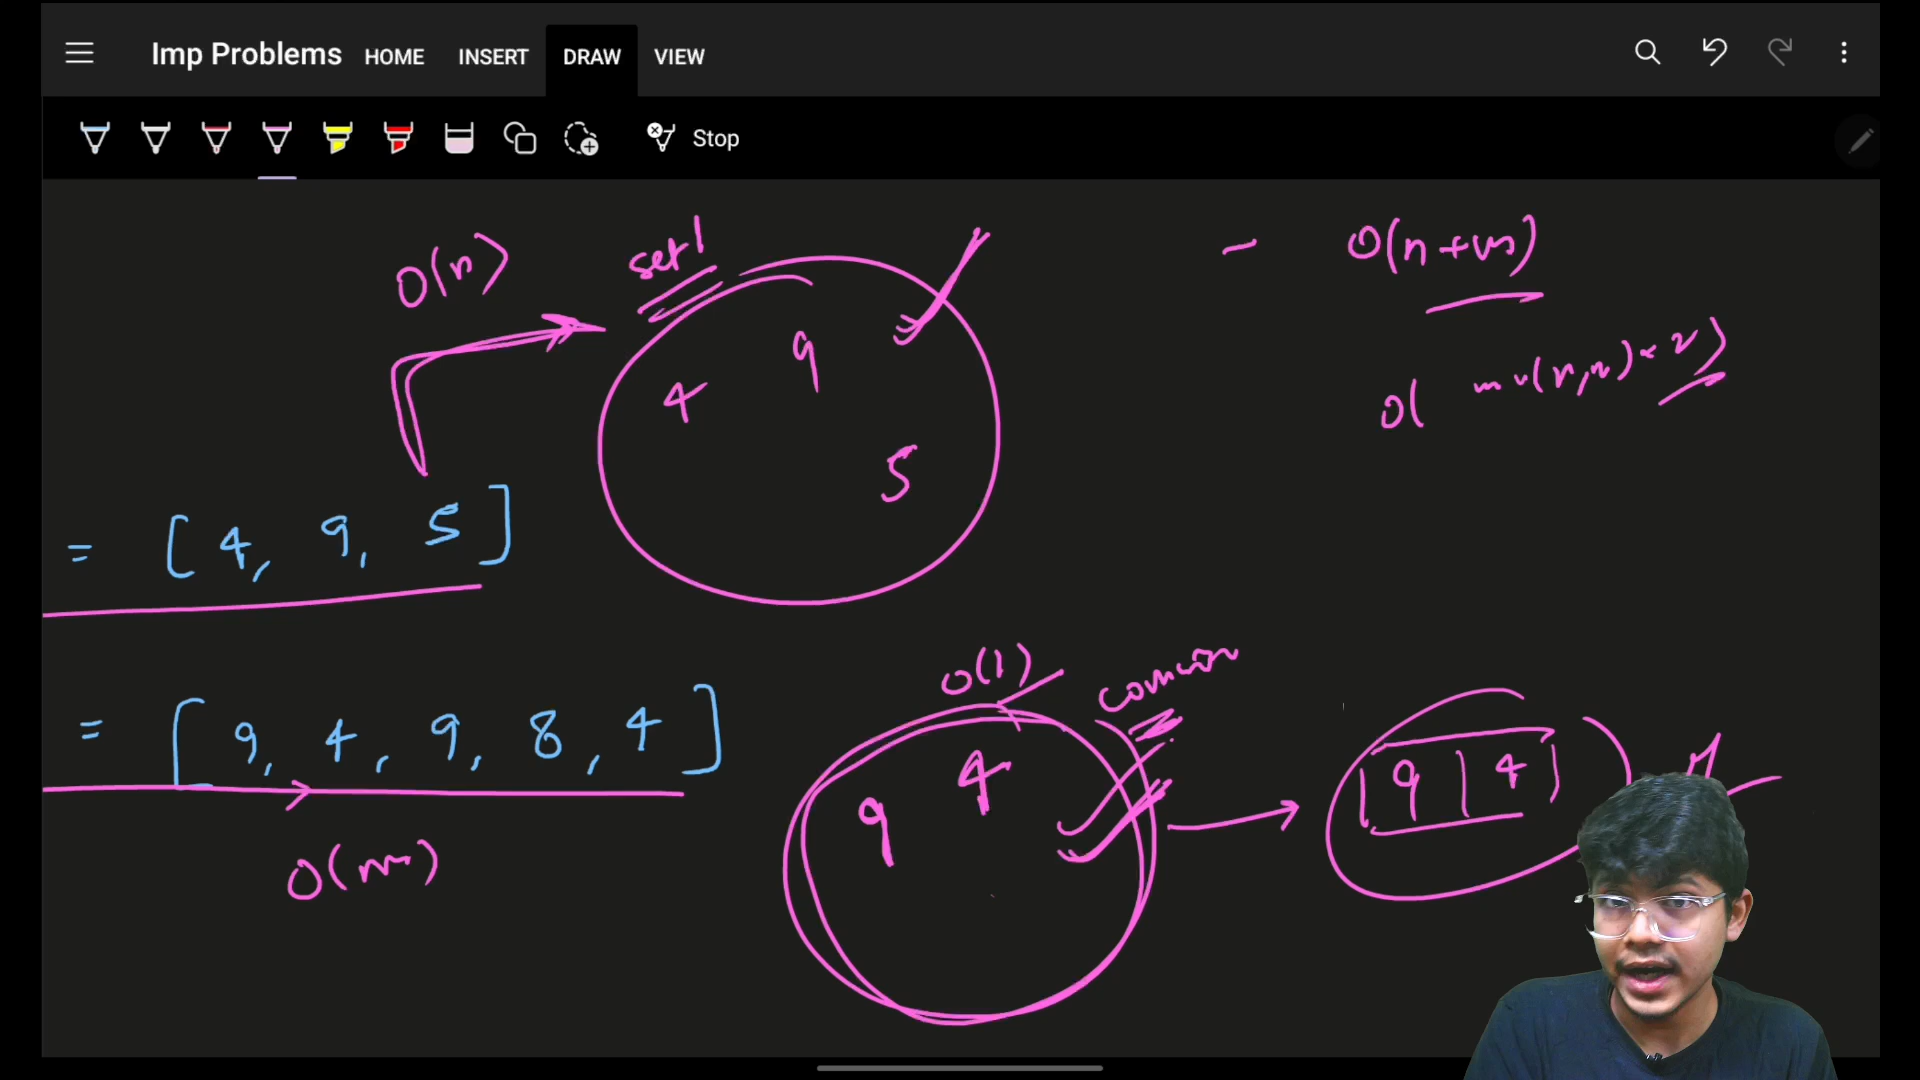 Imp Problems HOME INSERT DRAW VIEW
Stop
O(n)
set1
- O(n+m)
4 9 5
O(
= [4, 9, 5]
O(1)
common
= [9, 4, 9, 8, 4]
9 4
|9|4|
O(m)